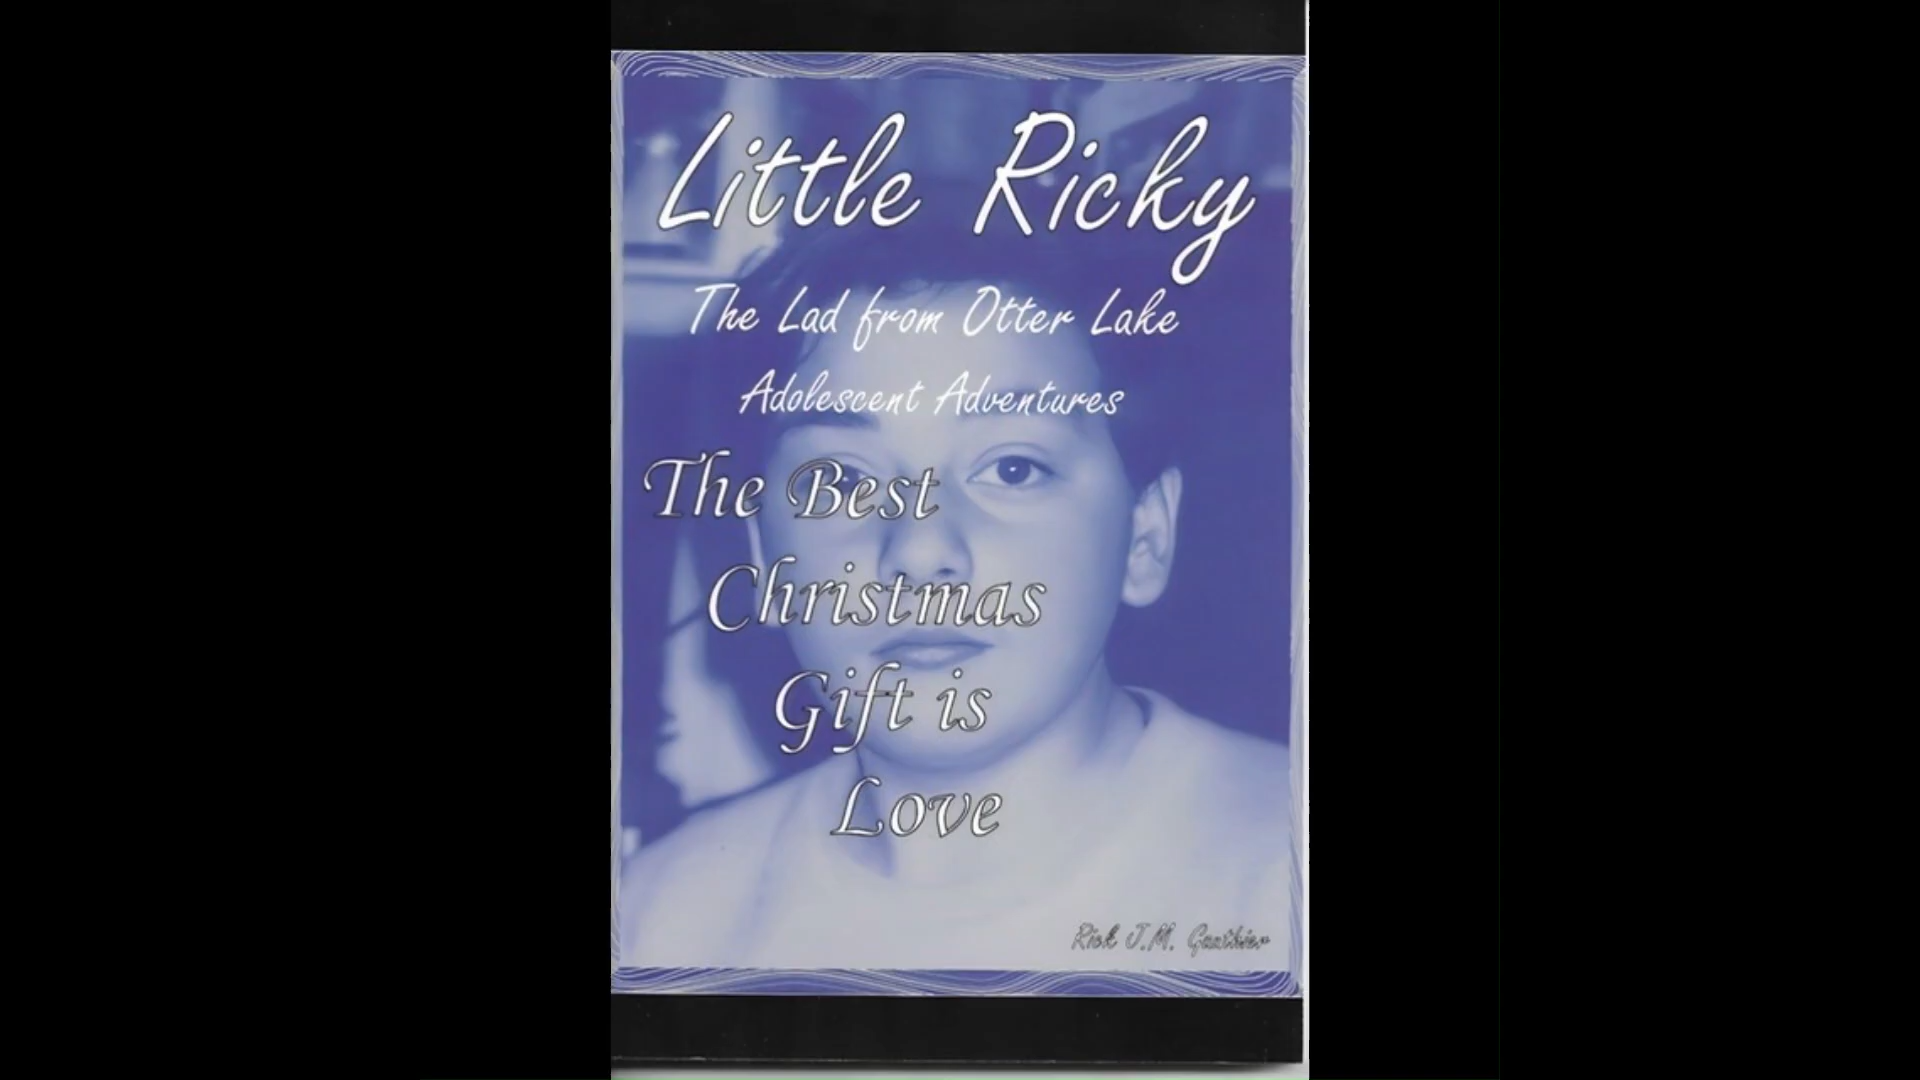 Little Ricky
The Lad from Otter Lake
Adolescent Adventures
The Best
Christmas
Gift is
Love
Rick J.M. Gauthier